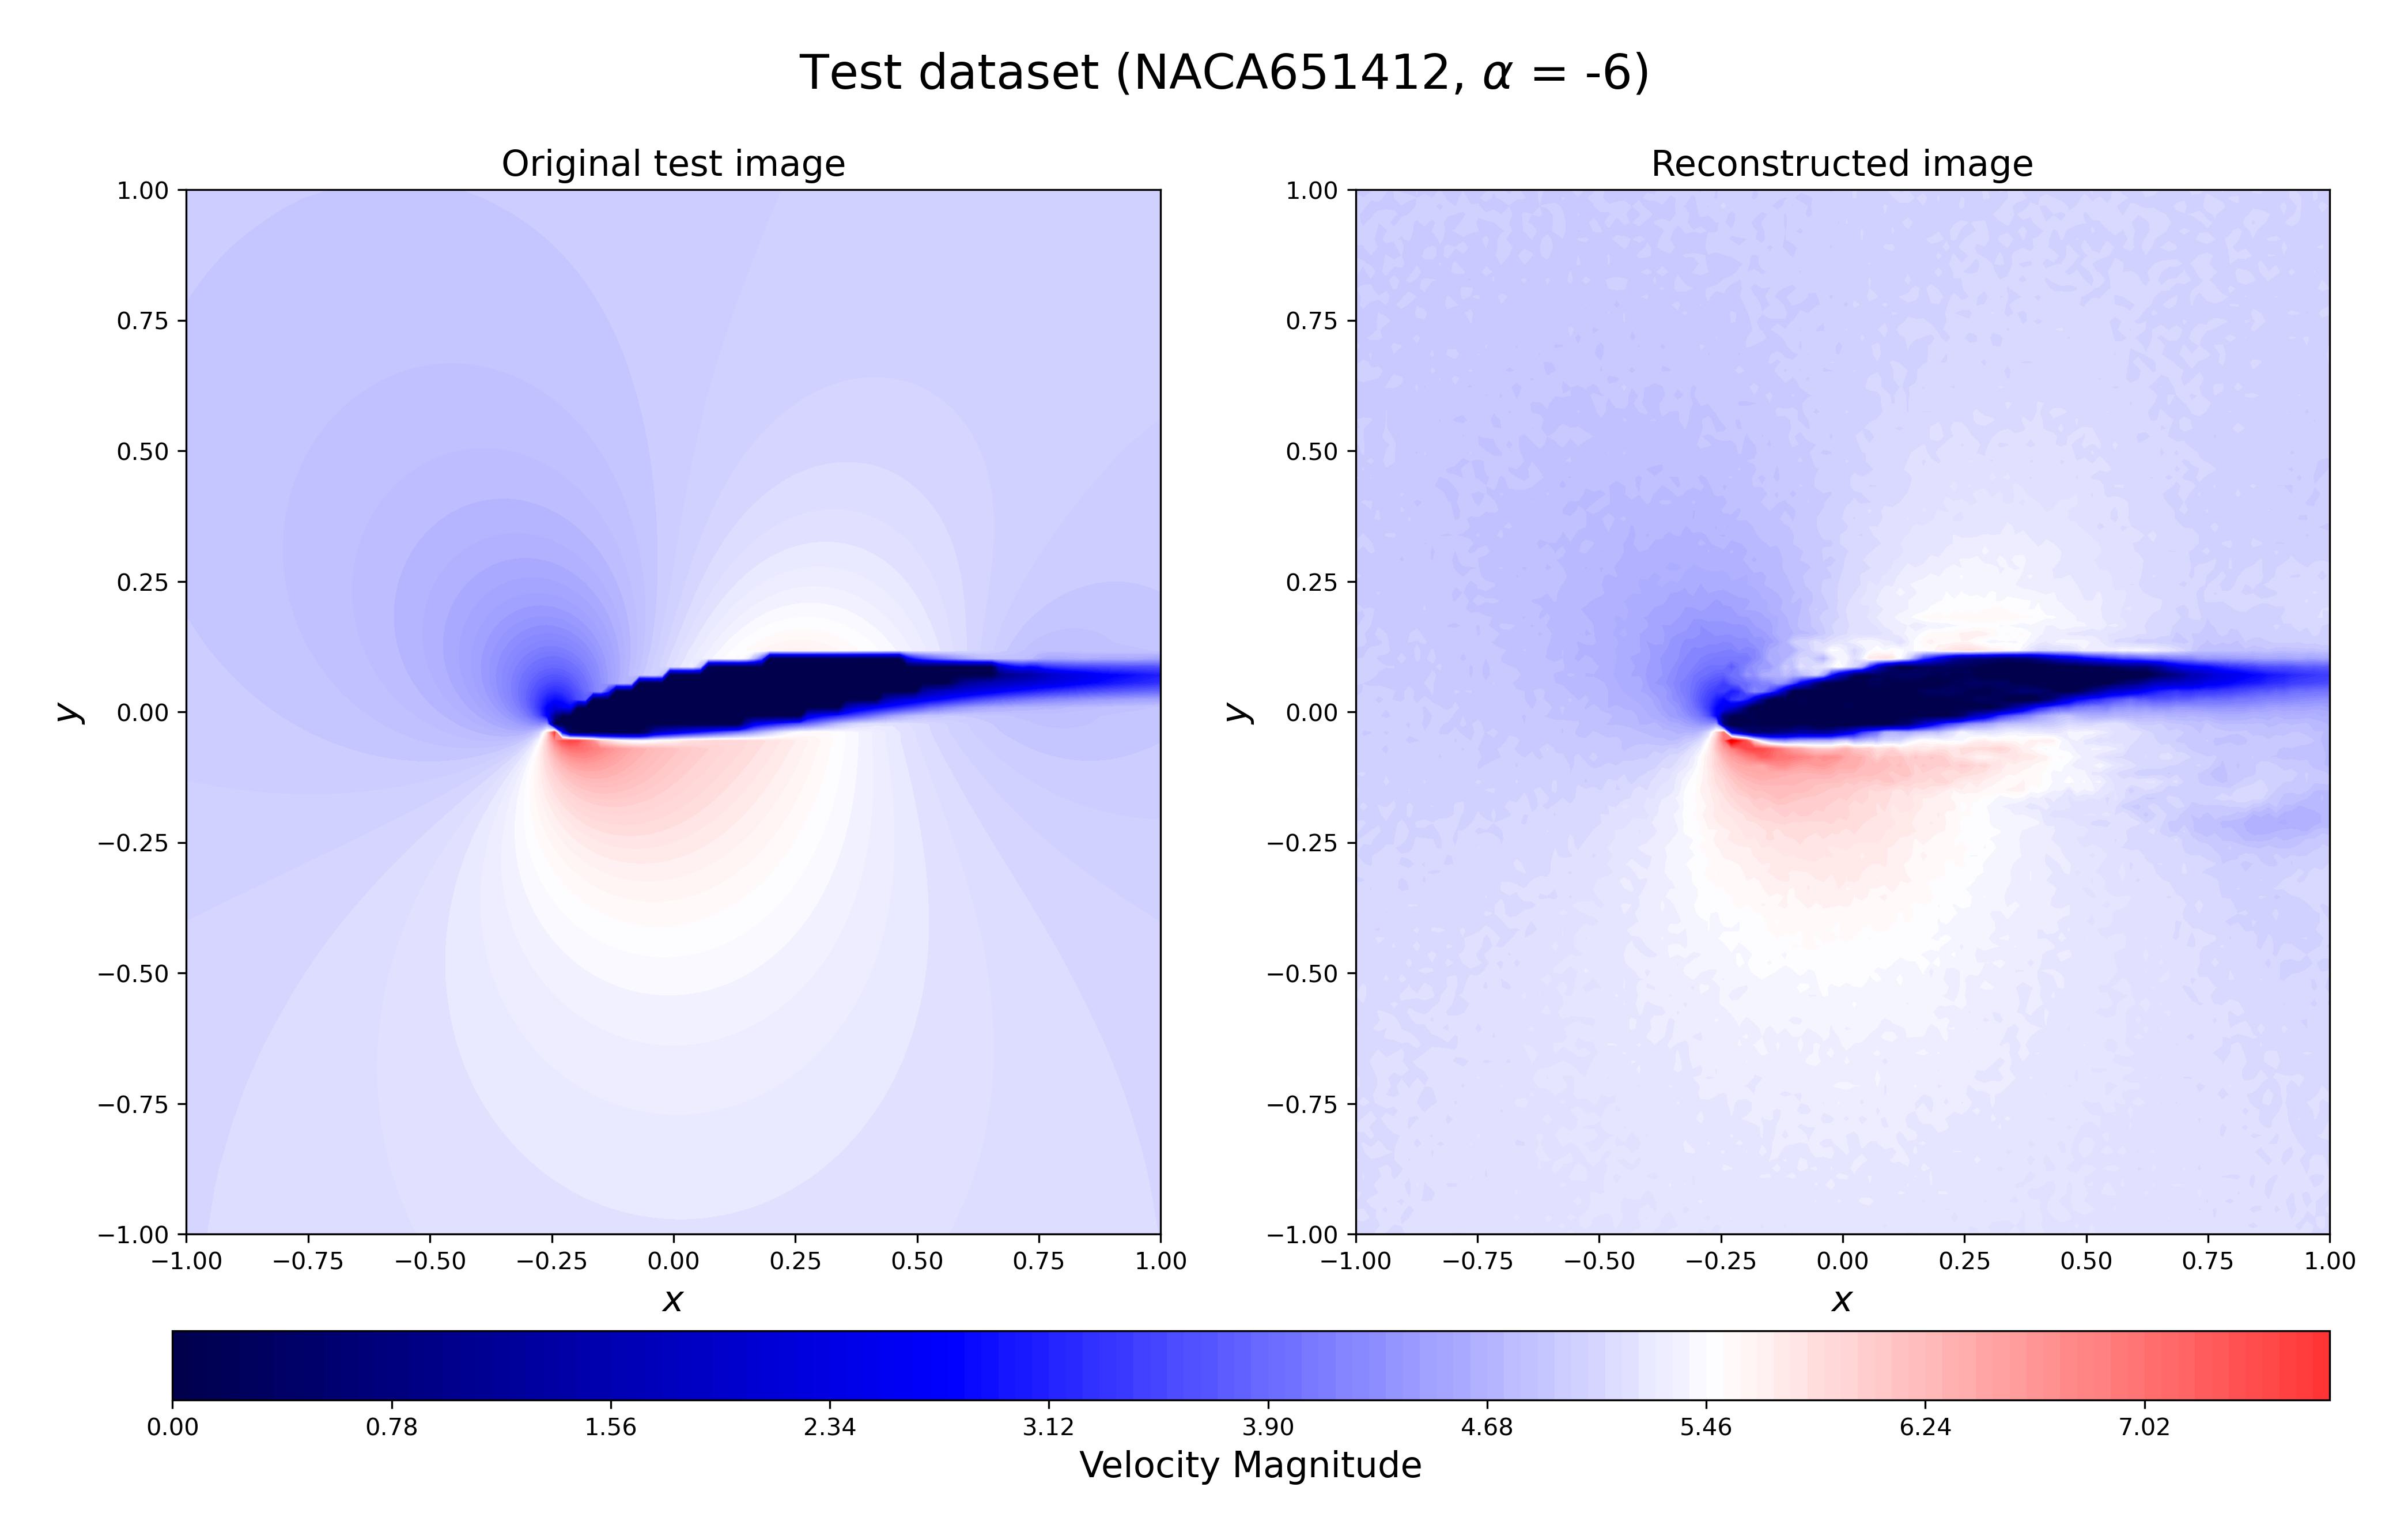 Test dataset (NACA651412, α = -6)
Original test image
1.00
0.75
0.50
0.25
0.00
−0.25
−0.50
−0.75
−1.00
y
−1.00 −0.75 −0.50 −0.25 0.00 0.25 0.50 0.75 1.00
x
Reconstructed image
1.00
0.75
0.50
0.25
0.00
−0.25
−0.50
−0.75
−1.00
y
−1.00 −0.75 −0.50 −0.25 0.00 0.25 0.50 0.75 1.00
x
0.00 0.78 1.56 2.34 3.12 3.90 4.68 5.46 6.24 7.02
Velocity Magnitude